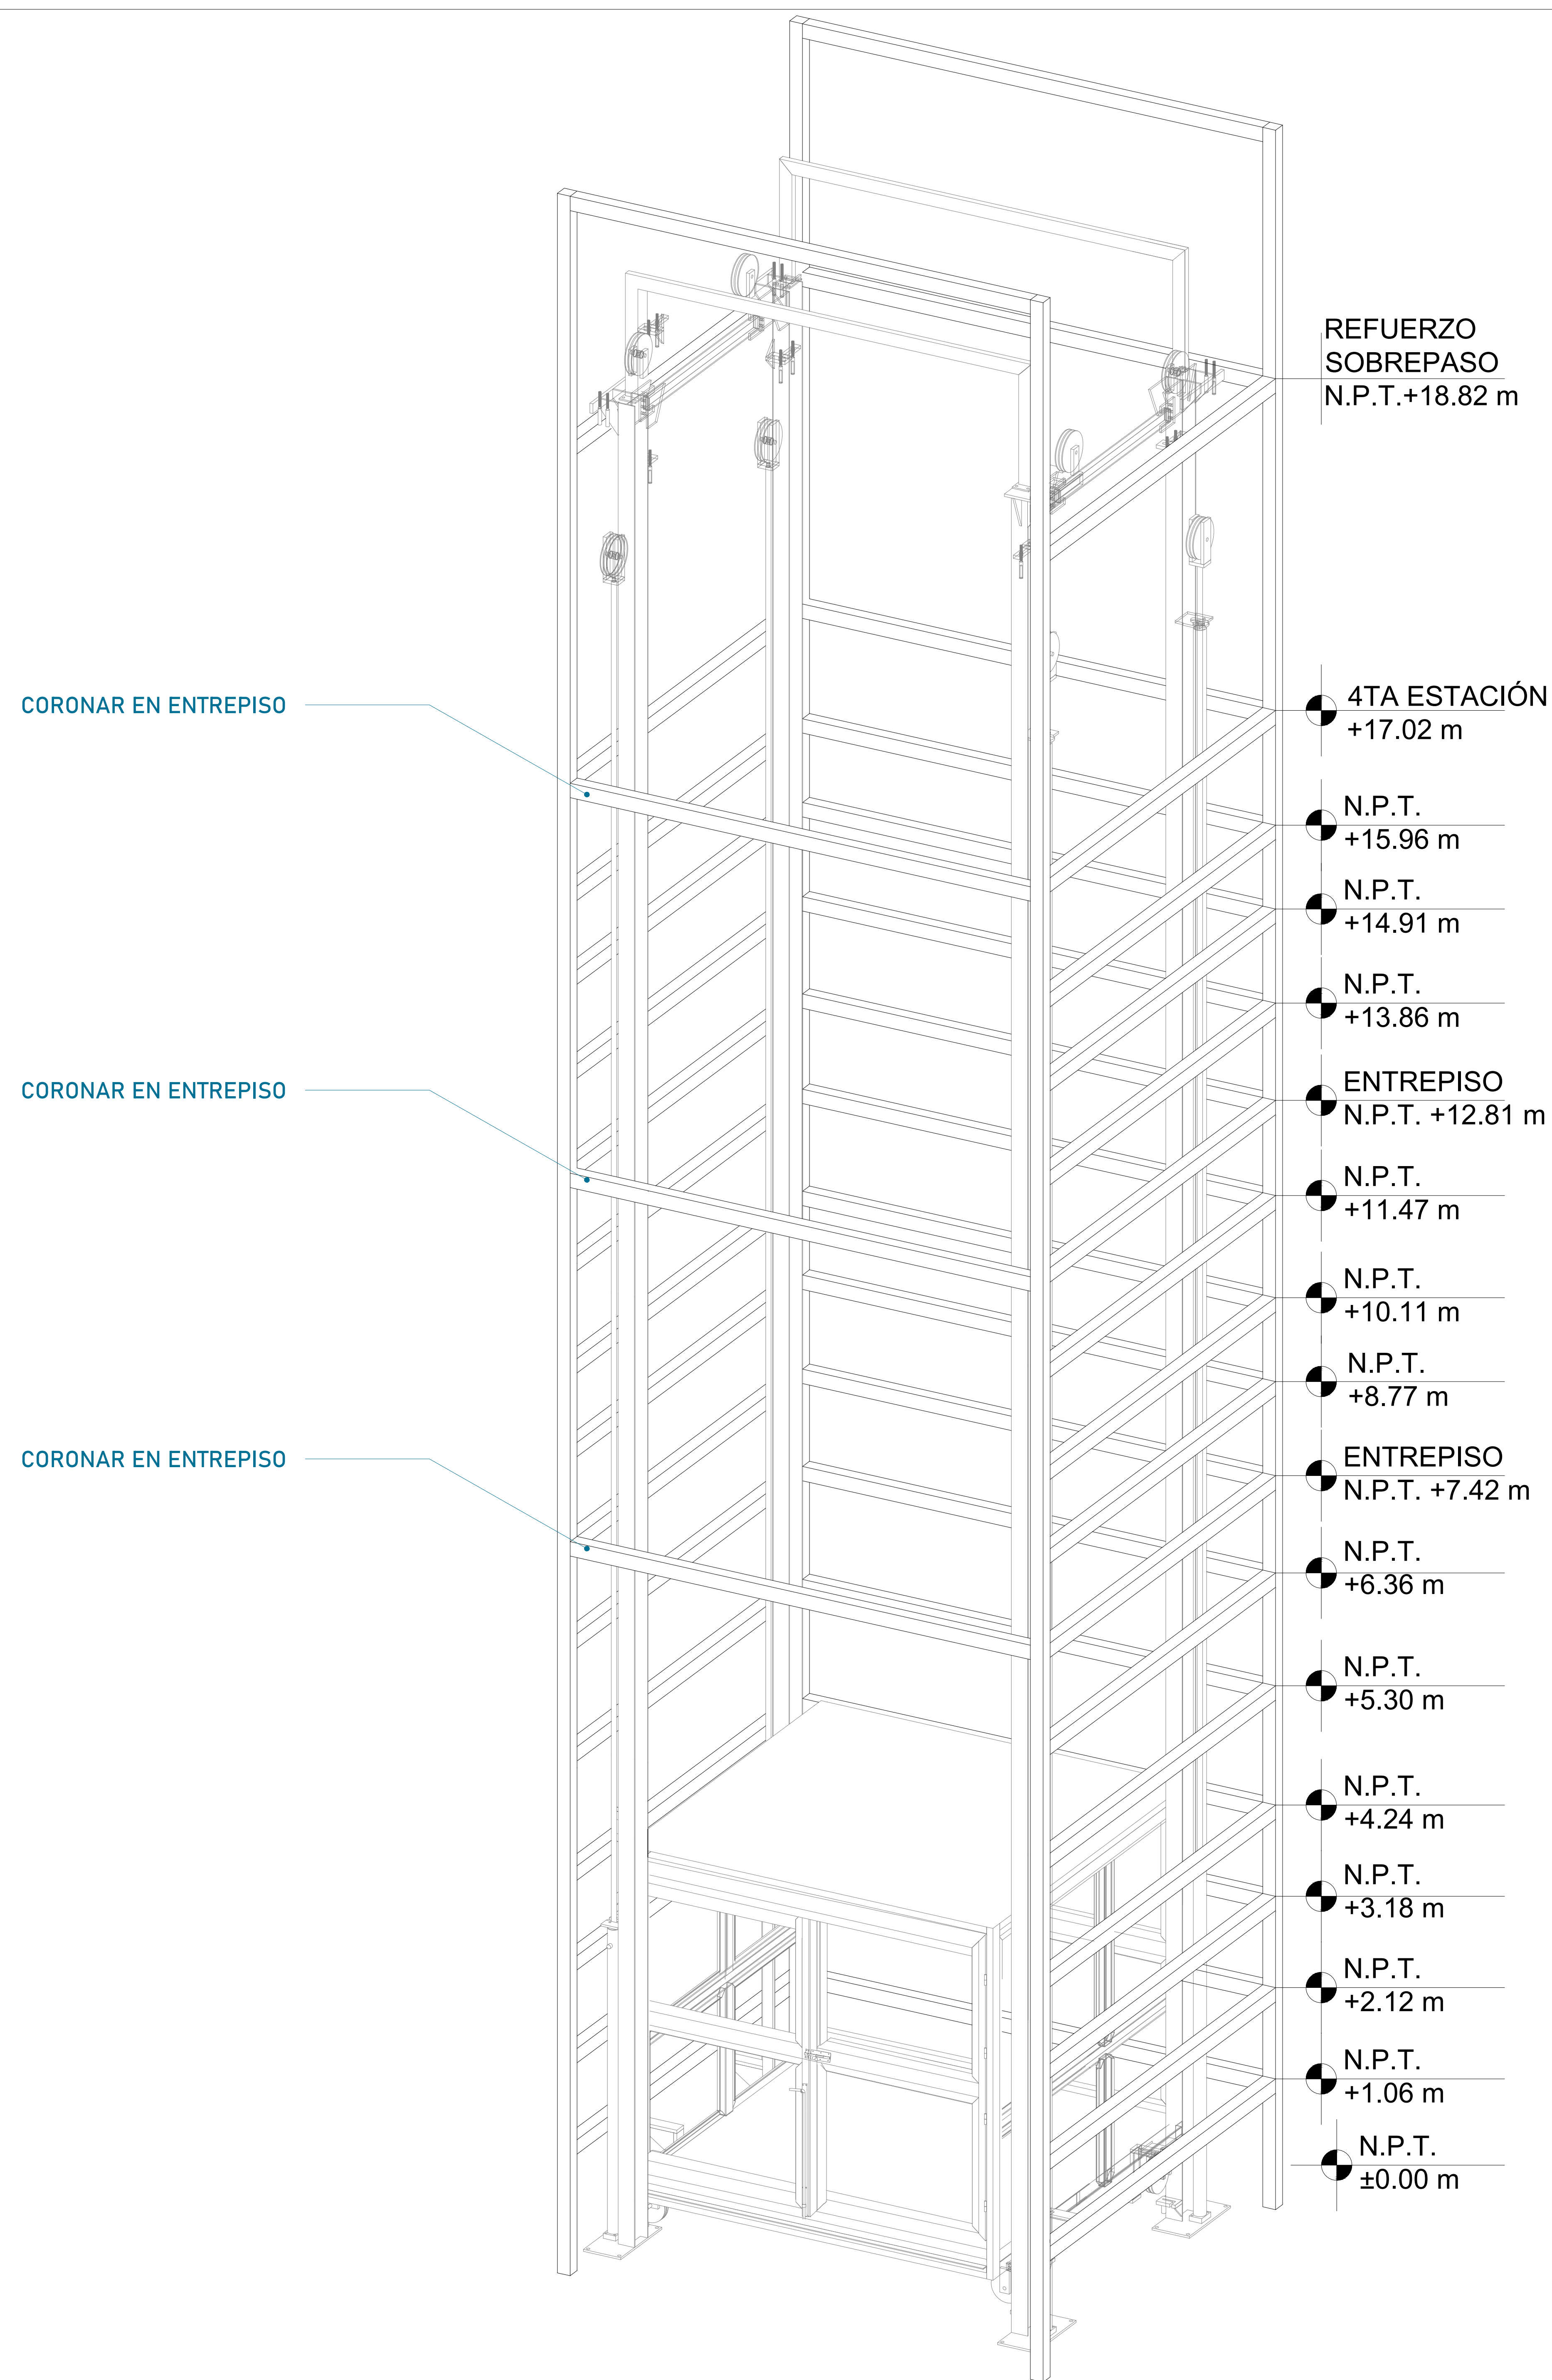 REFUERZO
SOBREPASO
N.P.T.+18.82 m
CORONAR EN ENTREPISO
4TA ESTACIÓN
+17.02 m
N.P.T.
+15.96 m
N.P.T.
+14.91 m
N.P.T.
+13.86 m
CORONAR EN ENTREPISO
ENTREPISO
N.P.T. +12.81 m
N.P.T.
+11.47 m
N.P.T.
+10.11 m
N.P.T.
+8.77 m
CORONAR EN ENTREPISO
ENTREPISO
N.P.T. +7.42 m
N.P.T.
+6.36 m
N.P.T.
+5.30 m
N.P.T.
+4.24 m
N.P.T.
+3.18 m
N.P.T.
+2.12 m
N.P.T.
+1.06 m
N.P.T.
±0.00 m